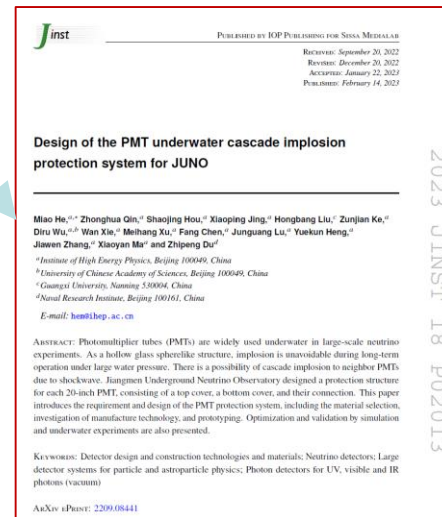 Jinst
PUBLISHED BY IOP PUBLISHING FOR SISSA MEDIALAB
RECEIVED: September 20, 2022
REVISED: December 20, 2022
ACCEPTED: January 22, 2023
PUBLISHED: February 14, 2023
Design of the PMT underwater cascade implosion
protection system for JUNO
Miao He,a,* Zhonghua Qin,a Shaojing Hou,a Xiaoping Jing,a Hongbang Liu,c Zunjian Ke,a
Diru Wu,a,b Wan Xie,a Meihang Xu,a Fang Chen,a Junguang Lu,a Yuekun Heng,a
Jiawen Zhang,a Xiaoyan Maa and Zhipeng Dud
aInstitute of High Energy Physics, Beijing 100049, China
bUniversity of Chinese Academy of Sciences, Beijing 100049, China
cGuangxi University, Nanning 530004, China
dNaval Research Institute, Beijing 100161, China
E-mail: hem@ihep.ac.cn
ABSTRACT: Photomultiplier tubes (PMTs) are widely used underwater in large-scale neutrino
experiments. As a hollow glass spherelike structure, implosion is unavoidable during long-term
operation under large water pressure. There is a possibility of cascade implosion to neighbor PMTs
due to shockwave. Jiangmen Underground Neutrino Observatory designed a protection structure
for each 20-inch PMT, consisting of a top cover, a bottom cover, and their connection. This paper
introduces the requirement and design of the PMT protection system, including the material selection,
investigation of manufacture technology, and prototyping. Optimization and validation by simulation
and underwater experiments are also presented.
KEYWORDS: Detector design and construction technologies and materials; Neutrino detectors; Large
detector systems for particle and astroparticle physics; Photon detectors for UV, visible and IR
photons (vacuum)
ARXIV EPRINT: 2209.08441
2023 JINST 18 P02013